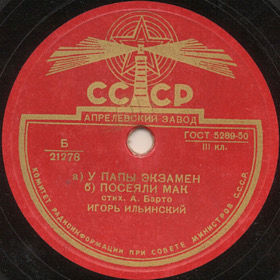 СССР
АПРЕЛЕВСКИЙ ЗАВОД
Б
21278
ГОСТ 5289-50
III кл.
а) У ПАПЫ ЭКЗАМЕН
б) ПОСЕЯЛИ МАК
стих. А. Барто
ИГОРЬ ИЛЬИНСКИЙ
КОМИТЕТ РАДИОИНФОРМАЦИИ ПРИ СОВЕТЕ МИНИСТРОВ С.С.С.Р.